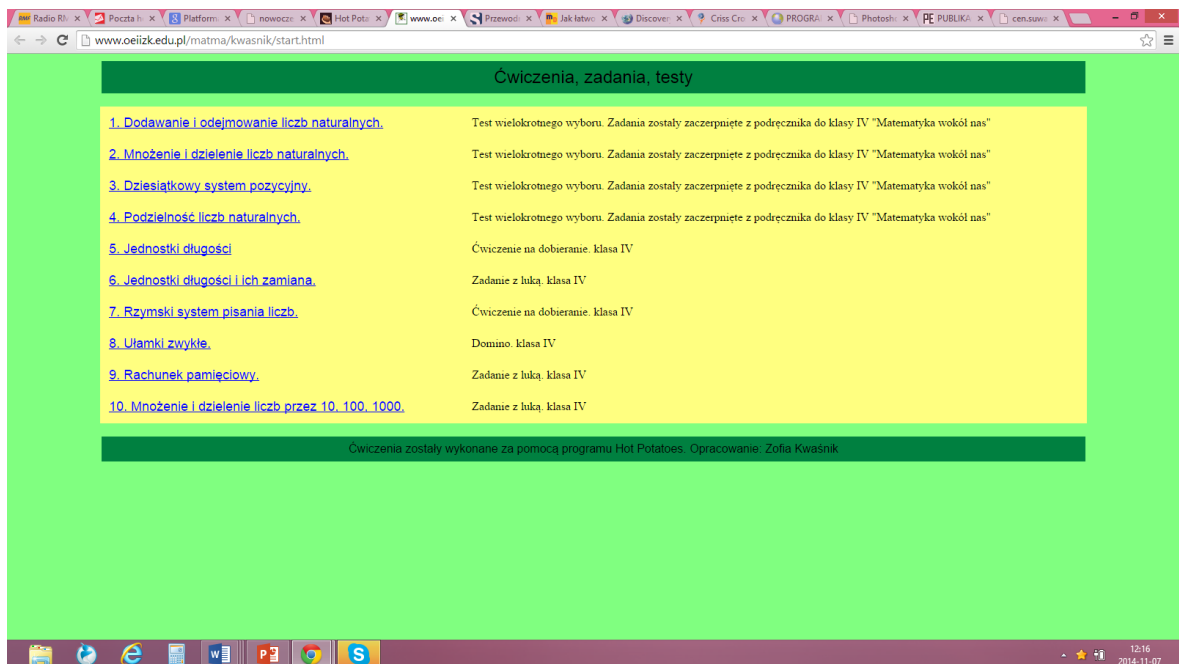 Radio RM
Poczta h
Platform
nowocze
Hot Pota
www.oei
Przewodi
Jak łatwo
Discover
Criss Cro
PROGRA
Photosho
PUBLIKA
cen.suwa
www.oeiizk.edu.pl/matma/kwasnik/start.html
Ćwiczenia, zadania, testy
1. Dodawanie i odejmowanie liczb naturalnych. Test wielokrotnego wyboru. Zadania zostały zaczerpnięte z podręcznika do klasy IV "Matematyka wokół nas"
2. Mnożenie i dzielenie liczb naturalnych. Test wielokrotnego wyboru. Zadania zostały zaczerpnięte z podręcznika do klasy IV "Matematyka wokół nas"
3. Dziesiątkowy system pozycyjny. Test wielokrotnego wyboru. Zadania zostały zaczerpnięte z podręcznika do klasy IV "Matematyka wokół nas"
4. Podzielność liczb naturalnych. Test wielokrotnego wyboru. Zadania zostały zaczerpnięte z podręcznika do klasy IV "Matematyka wokół nas"
5. Jednostki długości Ćwiczenie na dobieranie. klasa IV
6. Jednostki długości i ich zamiana. Zadanie z luką. klasa IV
7. Rzymski system pisania liczb. Ćwiczenie na dobieranie. klasa IV
8. Ułamki zwykłe. Domino. klasa IV
9. Rachunek pamięciowy. Zadanie z luką. klasa IV
10. Mnożenie i dzielenie liczb przez 10, 100, 1000. Zadanie z luką. klasa IV
Ćwiczenia zostały wykonane za pomocą programu Hot Potatoes. Opracowanie: Zofia Kwaśnik
12:16
2014-11-07